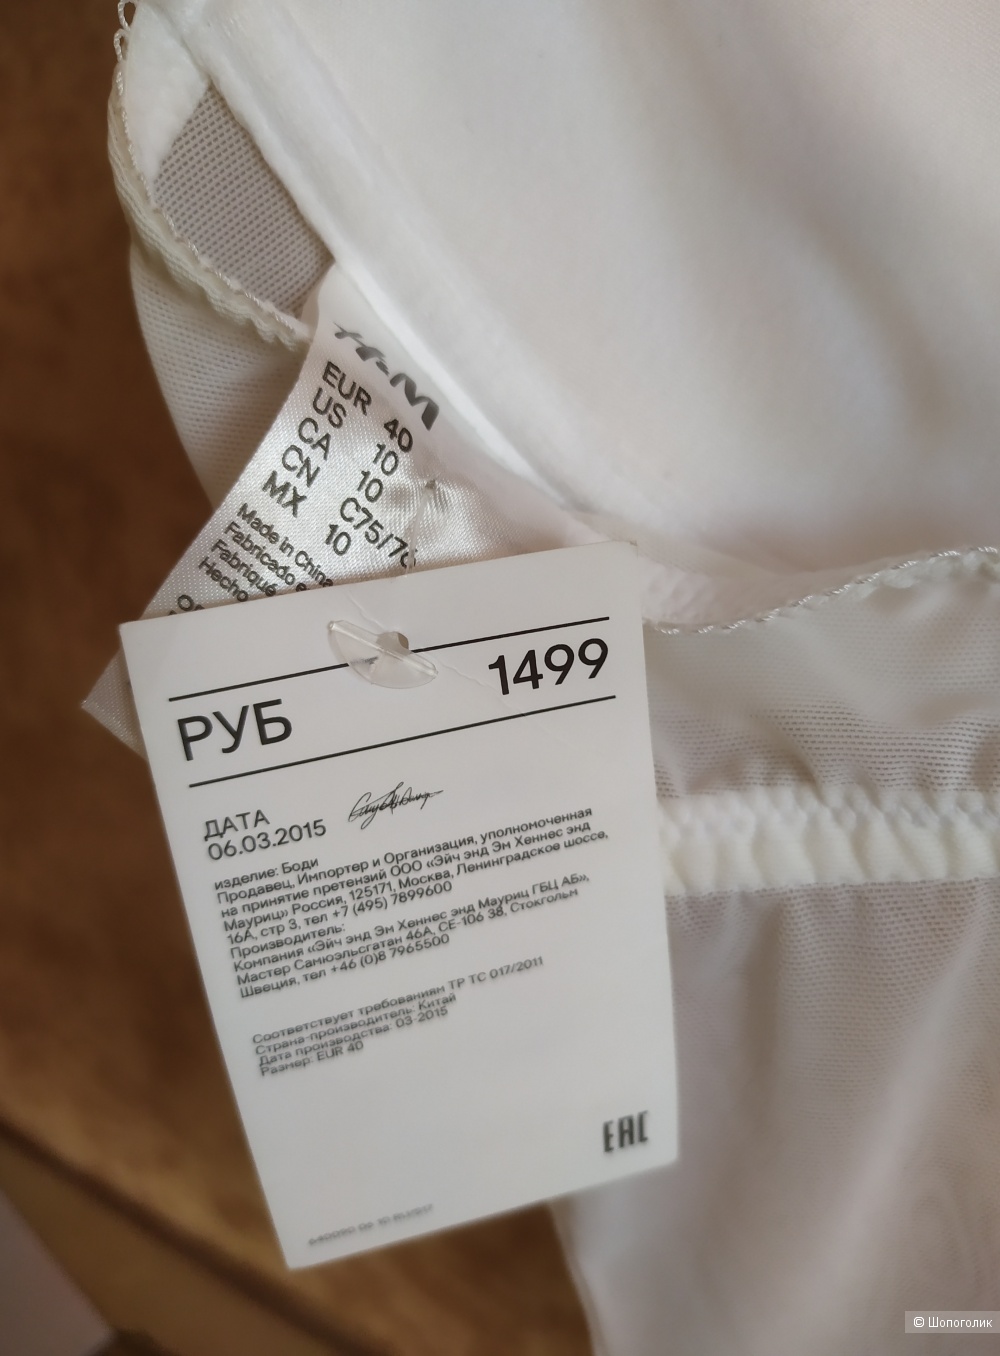 H&M
EUR 40
US 10
CA 10
CN C75/76
MX 10
Made in China
Fabricado e
Fabriqué
Hecho
РУБ 1499
ДАТА
06.03.2015
изделие: Боди
Продавец, Импортер и Организация, уполномоченная
на принятие претензий ООО «Эйч энд Эм Хеннес энд
Мауриц» Россия, 125171, Москва, Ленинградское шоссе,
16А, стр 3, тел +7 (495) 7899600
Производитель:
Компания «Эйч энд Эм Хеннес энд Мауриц ГБЦ АБ»,
Мастер Самюэльсгатан 46А, СЕ-106 38, Стокгольм
Швеция, тел +46 (0)8 7965500
Соответствует требованиям ТР ТС 017/2011
Страна-производитель: Китай
Дата производства: 03-2015
Размер: EUR 40
EAC
© Шопоголик